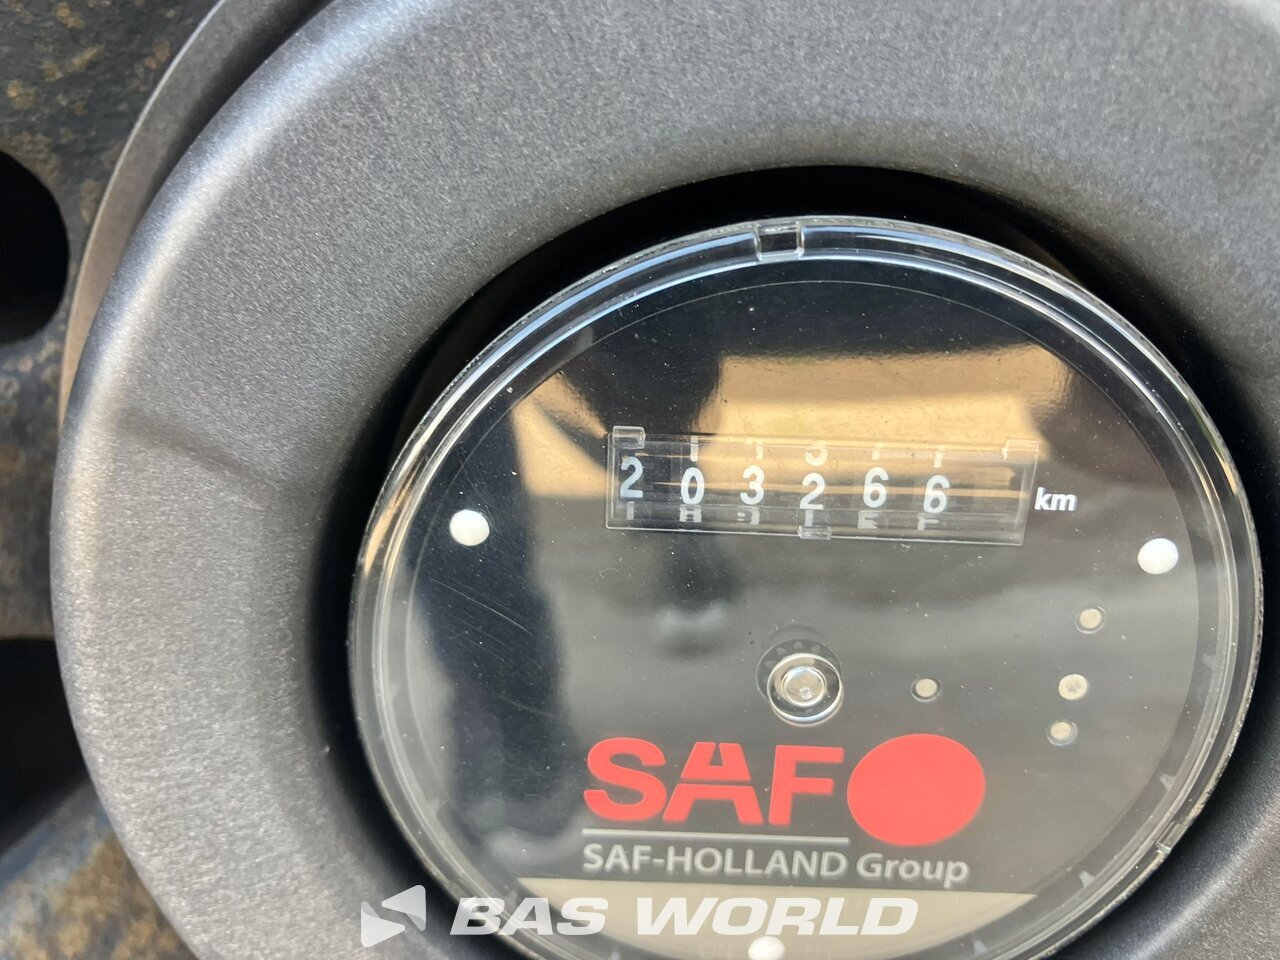 203266 km
SAF
SAF-HOLLAND Group
BAS WORLD